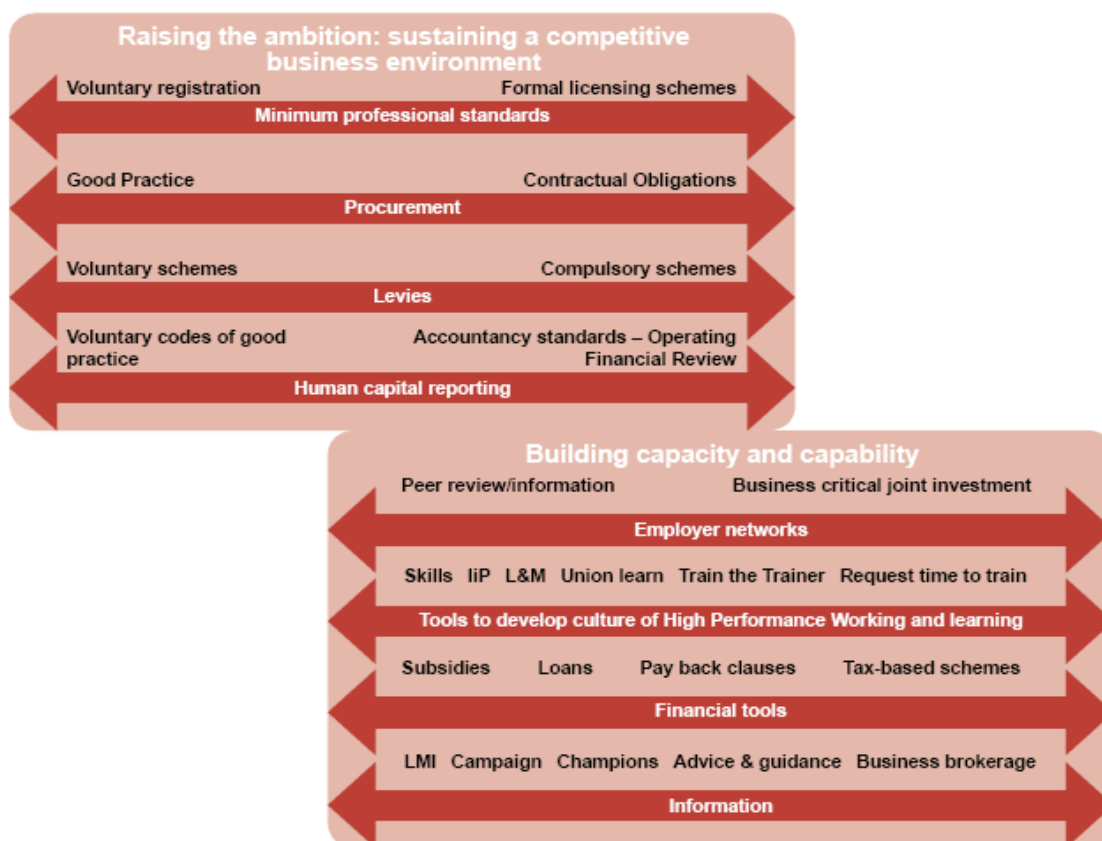 Raising the ambition: sustaining a competitive
business environment
Voluntary registration Formal licensing schemes
Minimum professional standards
Good Practice Contractual Obligations
Procurement
Voluntary schemes Compulsory schemes
Levies
Voluntary codes of good Accountancy standards – Operating
practice Financial Review
Human capital reporting
Building capacity and capability
Peer review/information Business critical joint investment
Employer networks
Skills IiP L&M Union learn Train the Trainer Request time to train
Tools to develop culture of High Performance Working and learning
Subsidies Loans Pay back clauses Tax-based schemes
Financial tools
LMI Campaign Champions Advice & guidance Business brokerage
Information